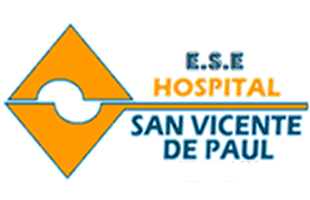 E.S.E
HOSPITAL
SAN VICENTE
DE PAUL